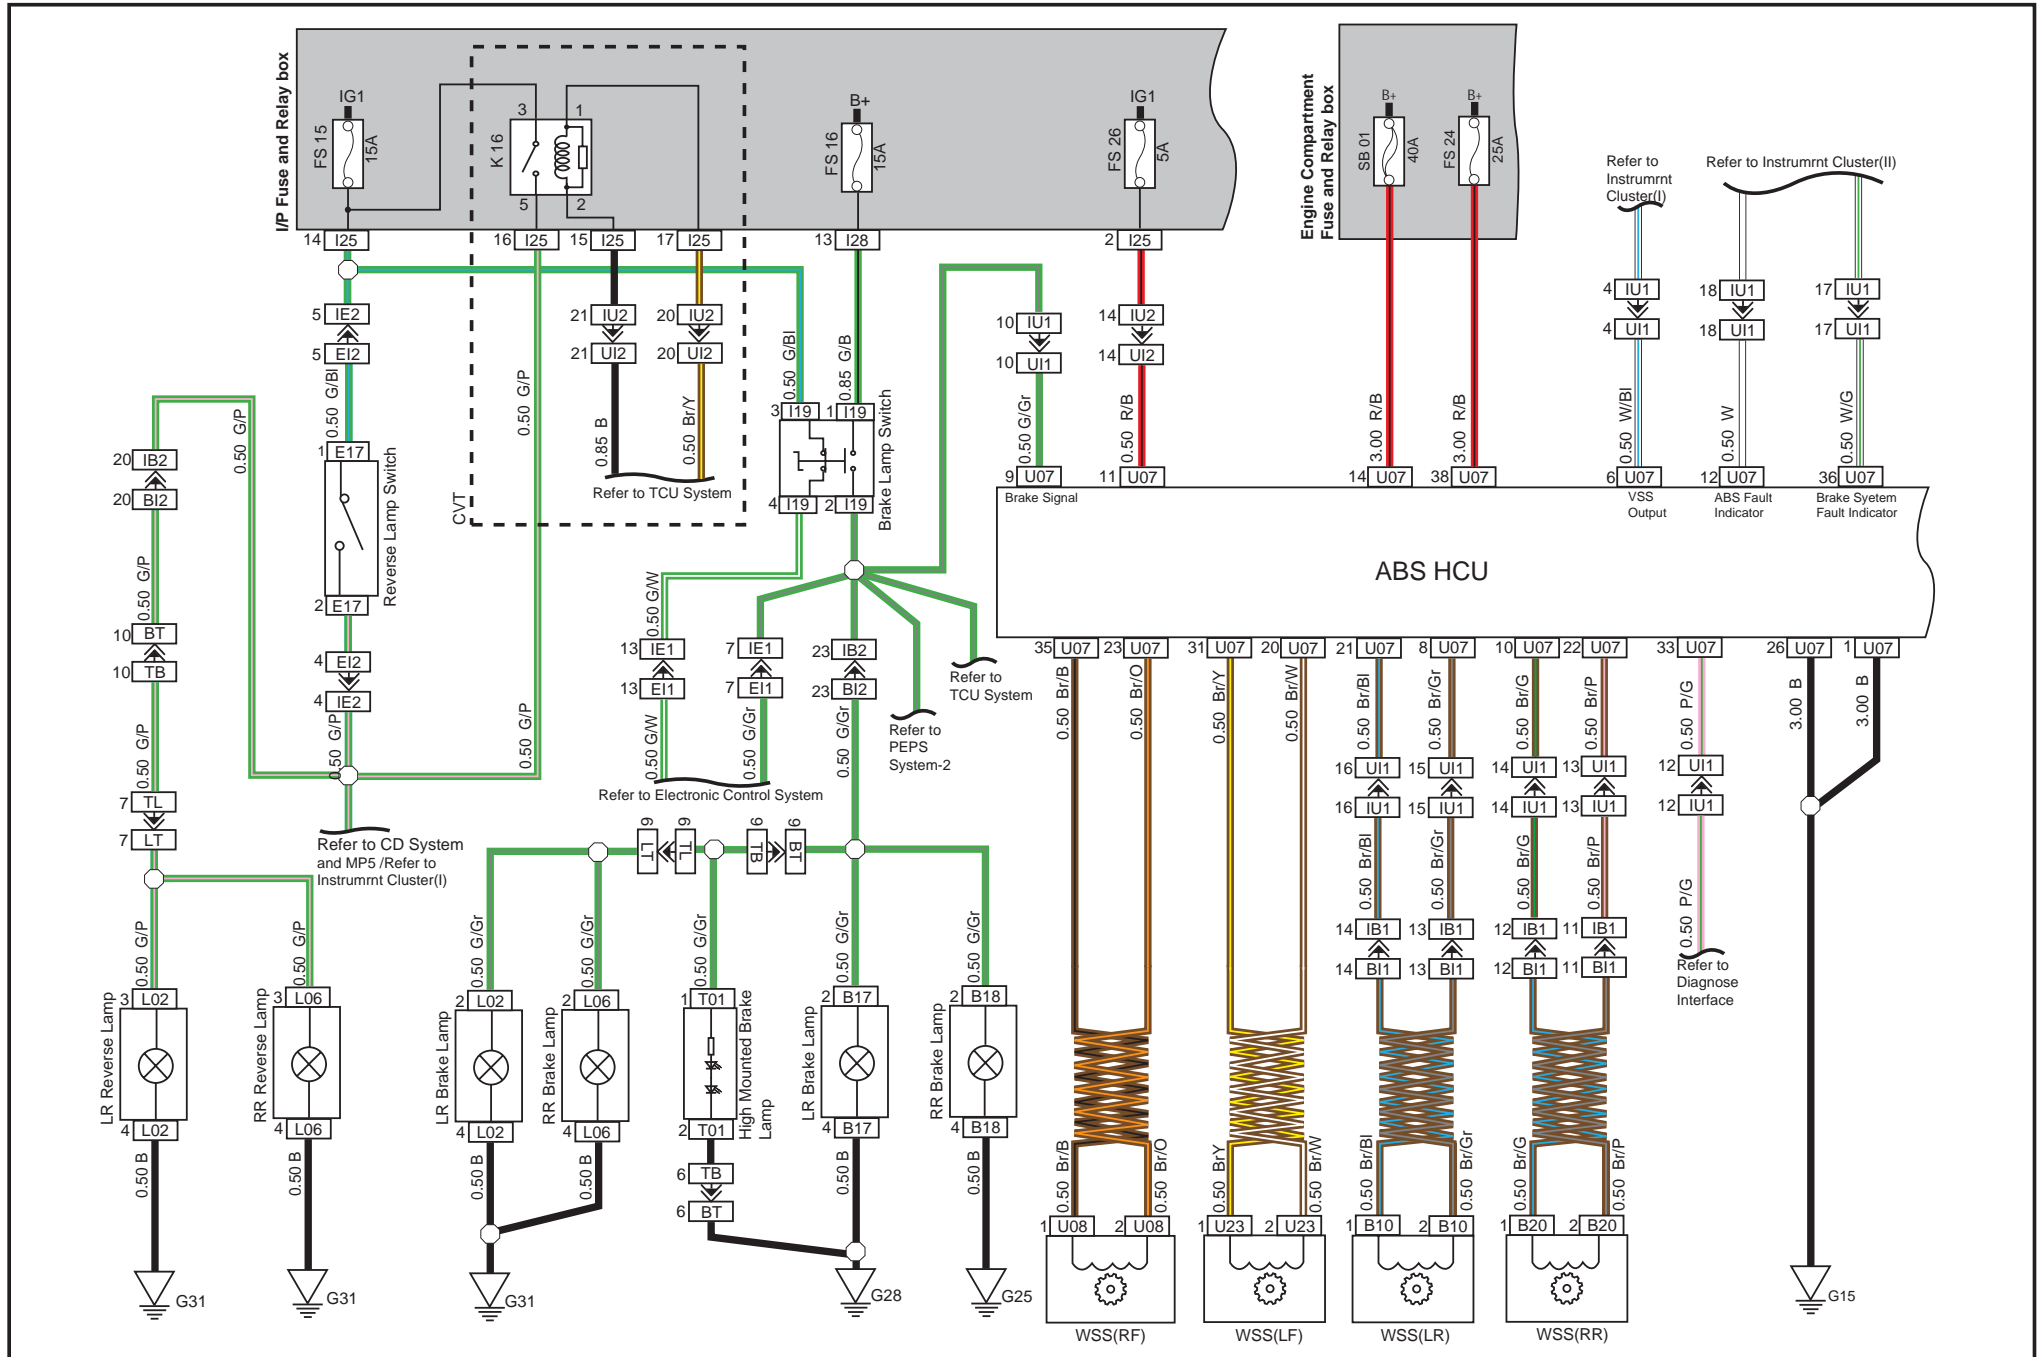 I/P Fuse and Relay box
IG1
FS 15
15A
3
1
K 16
5
2
B+
FS 16
15A
IG1
FS 26
5A
Engine Compartment
Fuse and Relay box
B+
SB 01
40A
B+
FS 24
25A
Refer to
Instrumrnt
Cluster(I)
Refer to Instrumrnt Cluster(II)
14 I25
16 I25
15 I25
17 I25
13 I28
2 I25
5 IE2
5 EI2
21 IU2
21 UI2
20 IU2
20 UI2
10 IU1
10 UI1
14 IU2
14 UI2
4 IU1
4 UI1
18 IU1
18 UI1
17 IU1
17 UI1
0.50 G/P
0.50 G/Bl
0.50 G/P
0.85 B
0.50 Br/Y
0.50 G/Bl
0.85 G/B
0.50 G/Gr
0.50 R/B
3.00 R/B
3.00 R/B
0.50 W/Bl
0.50 W
0.50 W/G
Refer to TCU System
CVT
3 I19
1 I19
4 I19
2 I19
Brake Lamp Switch
20 IB2
20 BI2
1 E17
Reverse Lamp Switch
2 E17
9 U07
11 U07
14 U07
38 U07
6 U07
12 U07
36 U07
Brake Signal
VSS
Output
ABS Fault
Indicator
Brake Syetem
Fault Indicator
ABS HCU
0.50 G/P
10 BT
10 TB
0.50 G/P
7 TL
7 LT
4 EI2
4 IE2
0.50 G/P
0.50 G/P
0.50 G/W
13 IE1
13 EI1
0.50 G/W
7 IE1
7 EI1
0.50 G/Gr
23 IB2
23 BI2
0.50 G/Gr
Refer to
PEPS
System-2
Refer to
TCU System
Refer to Electronic Control System
Refer to CD System
and MP5 /Refer to
Instrumrnt Cluster(I)
35 U07
23 U07
31 U07
20 U07
21 U07
8 U07
10 U07
22 U07
33 U07
26 U07
1 U07
0.50 Br/B
0.50 Br/O
0.50 Br/Y
0.50 Br/W
0.50 Br/Bl
0.50 Br/Gr
0.50 Br/G
0.50 Br/P
0.50 P/G
3.00 B
3.00 B
16 UI1
16 IU1
15 UI1
15 IU1
14 UI1
14 IU1
13 UI1
13 IU1
12 UI1
12 IU1
0.50 Br/Bl
0.50 Br/Gr
0.50 Br/G
0.50 Br/P
0.50 P/G
14 IB1
14 BI1
13 IB1
13 BI1
12 IB1
12 BI1
11 IB1
11 BI1
Refer to
Diagnose
Interface
9 LT
9 TL
6 TB
6 BT
0.50 G/P
0.50 G/P
0.50 G/Gr
0.50 G/Gr
0.50 G/Gr
0.50 G/Gr
0.50 G/Gr
3 L02
LR Reverse Lamp
4 L02
3 L06
RR Reverse Lamp
4 L06
2 L02
LR Brake Lamp
4 L02
2 L06
RR Brake Lamp
4 L06
1 T01
High Mounted Brake
Lamp
2 T01
2 B17
LR Brake Lamp
4 B17
2 B18
RR Brake Lamp
4 B18
0.50 B
0.50 B
0.50 B
0.50 B
6 TB
6 BT
0.50 B
0.50 B
0.50 Br/B
0.50 Br/O
0.50 BrY
0.50 Br/W
0.50 Br/Bl
0.50 Br/Gr
0.50 Br/G
0.50 Br/P
1 U08
2 U08
1 U23
2 U23
1 B10
2 B10
1 B20
2 B20
G31
G31
G31
G28
G25
G15
WSS(RF)
WSS(LF)
WSS(LR)
WSS(RR)